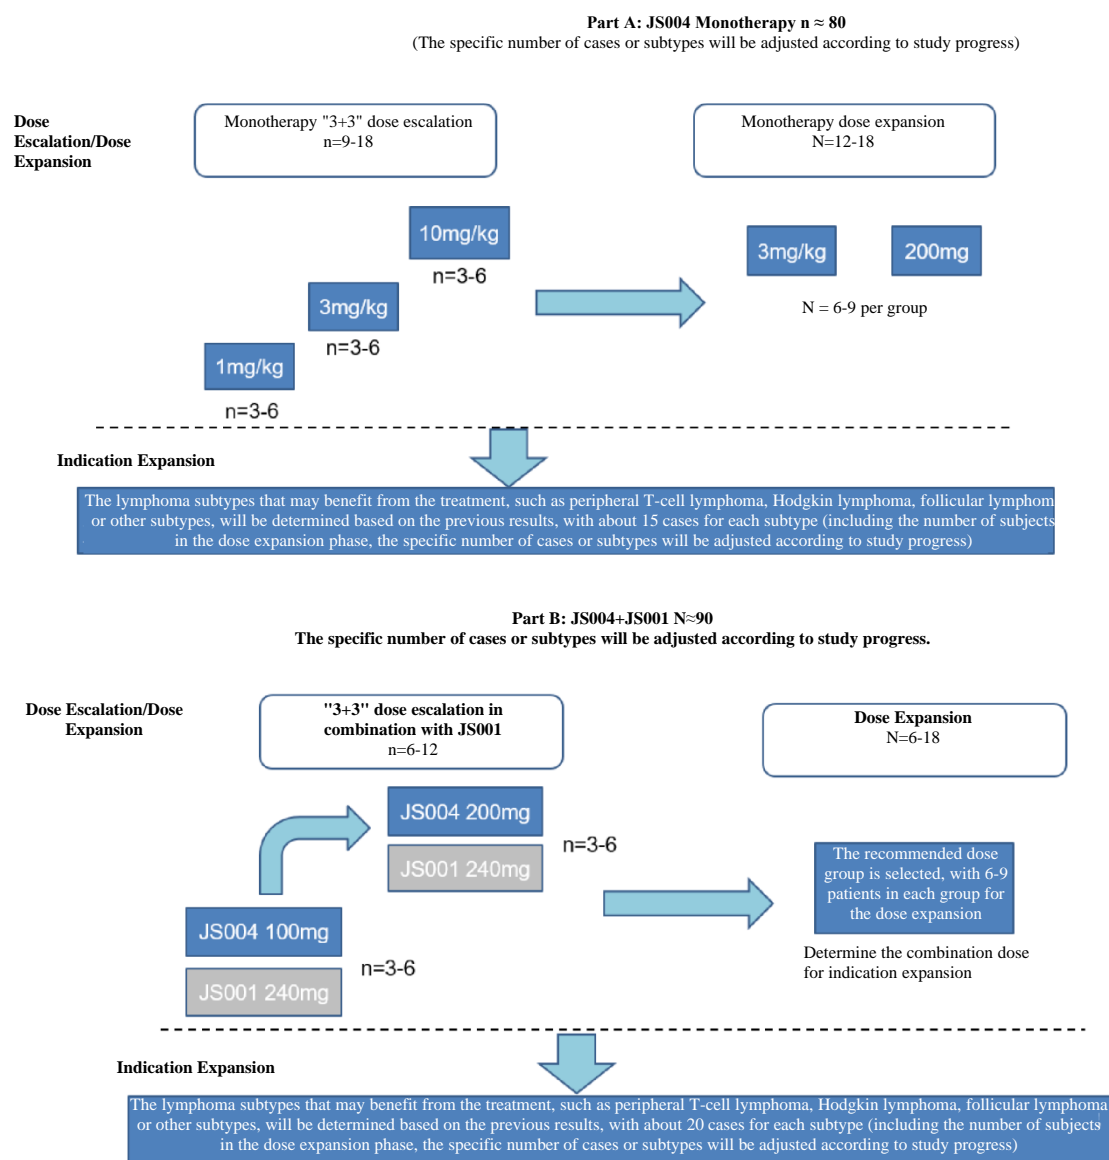 Part A: JS004 Monotherapy n ≈ 80
(The specific number of cases or subtypes will be adjusted according to study progress)
Dose
Escalation/Dose
Expansion
Monotherapy "3+3" dose escalation
n=9-18
Monotherapy dose expansion
N=12-18
10mg/kg
n=3-6
3mg/kg
n=3-6
1mg/kg
n=3-6
3mg/kg
200mg
N = 6-9 per group
Indication Expansion
The lymphoma subtypes that may benefit from the treatment, such as peripheral T-cell lymphoma, Hodgkin lymphoma, follicular lymphom
or other subtypes, will be determined based on the previous results, with about 15 cases for each subtype (including the number of subjects
in the dose expansion phase, the specific number of cases or subtypes will be adjusted according to study progress)
Part B: JS004+JS001 N≈90
The specific number of cases or subtypes will be adjusted according to study progress.
Dose Escalation/Dose
Expansion
"3+3" dose escalation in
combination with JS001
n=6-12
Dose Expansion
N=6-18
JS004 200mg
JS001 240mg
n=3-6
JS004 100mg
JS001 240mg
n=3-6
The recommended dose
group is selected, with 6-9
patients in each group for
the dose expansion
Determine the combination dose
for indication expansion
Indication Expansion
The lymphoma subtypes that may benefit from the treatment, such as peripheral T-cell lymphoma, Hodgkin lymphoma, follicular lymphoma
or other subtypes, will be determined based on the previous results, with about 20 cases for each subtype (including the number of subjects
in the dose expansion phase, the specific number of cases or subtypes will be adjusted according to study progress)